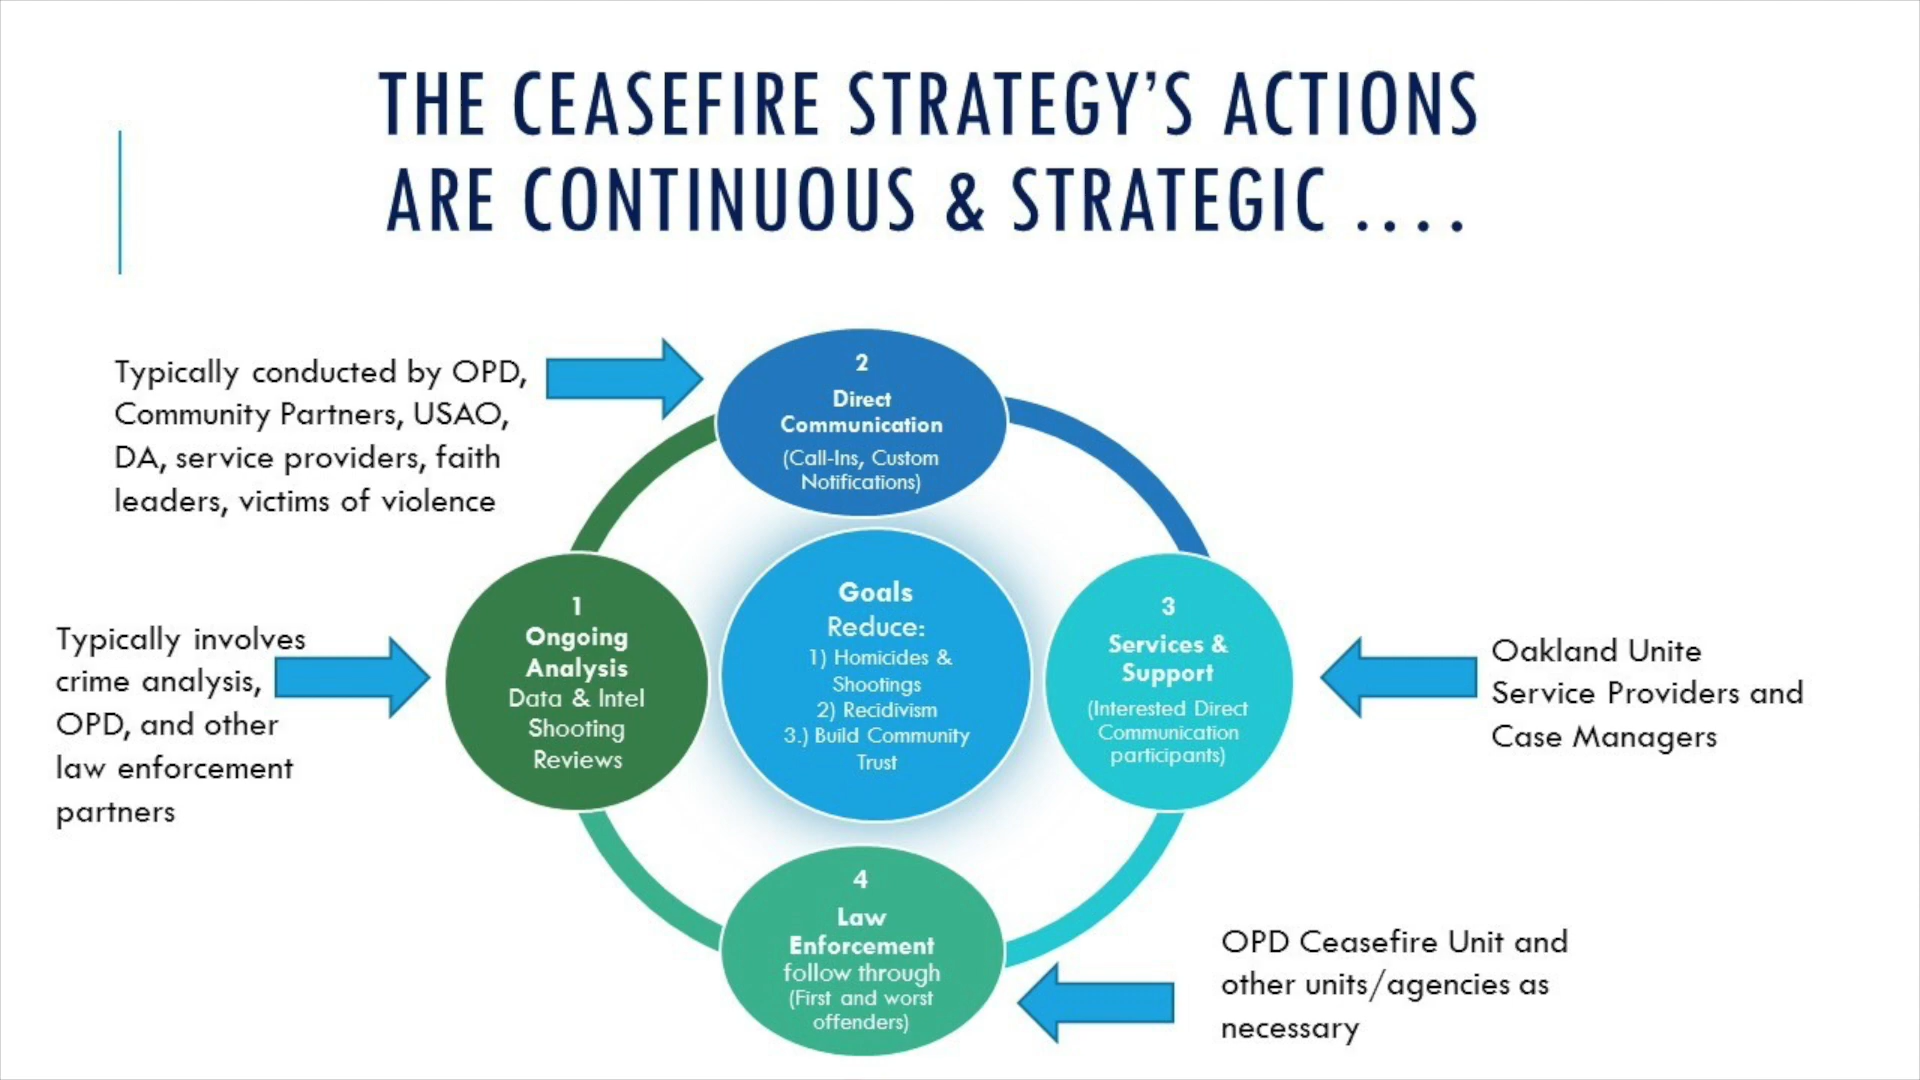 THE CEASEFIRE STRATEGY'S ACTIONS
ARE CONTINUOUS & STRATEGIC ....
Typically conducted by OPD,
Community Partners, USAO,
DA, service providers, faith
leaders, victims of violence
2
Direct
Communication
(Call-Ins, Custom
Notifications)
Typically involves
crime analysis,
OPD, and other
law enforcement
partners
1
Ongoing
Analysis
Data & Intel
Shooting
Reviews
Goals
Reduce:
1) Homicides &
Shootings
2) Recidivism
3.) Build Community
Trust
3
Services &
Support
(Interested Direct
Communication
participants)
Oakland Unite
Service Providers and
Case Managers
4
Law
Enforcement
follow through
(First and worst
offenders)
OPD Ceasefire Unit and
other units/agencies as
necessary